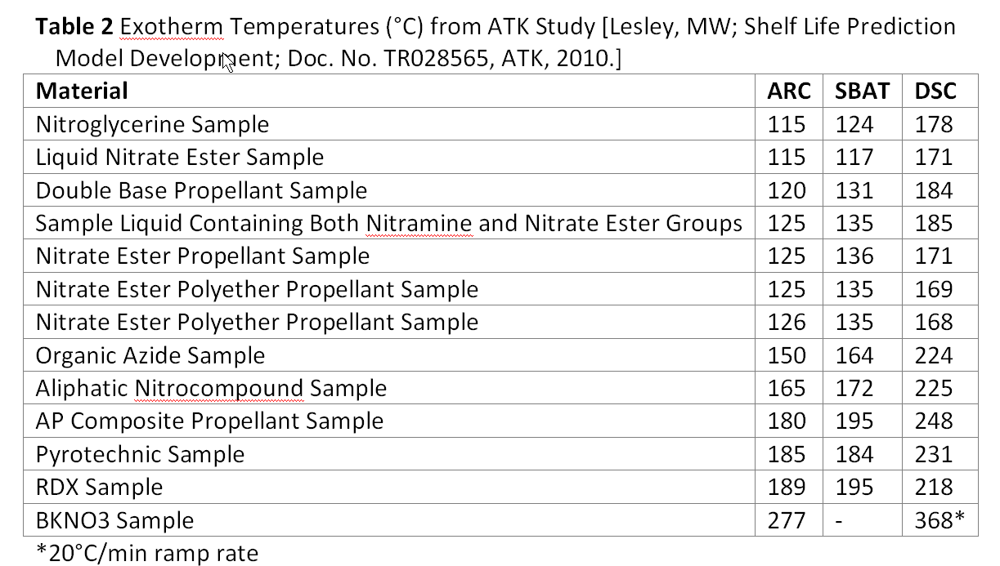 Table 2 Exotherm Temperatures (°C) from ATK Study [Lesley, MW; Shelf Life Prediction
Model Development; Doc. No. TR028565, ATK, 2010.]
Material ARC SBAT DSC
Nitroglycerine Sample 115 124 178
Liquid Nitrate Ester Sample 115 117 171
Double Base Propellant Sample 120 131 184
Sample Liquid Containing Both Nitramine and Nitrate Ester Groups 125 135 185
Nitrate Ester Propellant Sample 125 136 171
Nitrate Ester Polyether Propellant Sample 125 135 169
Nitrate Ester Polyether Propellant Sample 126 135 168
Organic Azide Sample 150 164 224
Aliphatic Nitrocompound Sample 165 172 225
AP Composite Propellant Sample 180 195 248
Pyrotechnic Sample 185 184 231
RDX Sample 189 195 218
BKNO3 Sample 277 - 368*
*20°C/min ramp rate